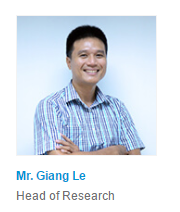 Mr. Giang Le
Head of Research